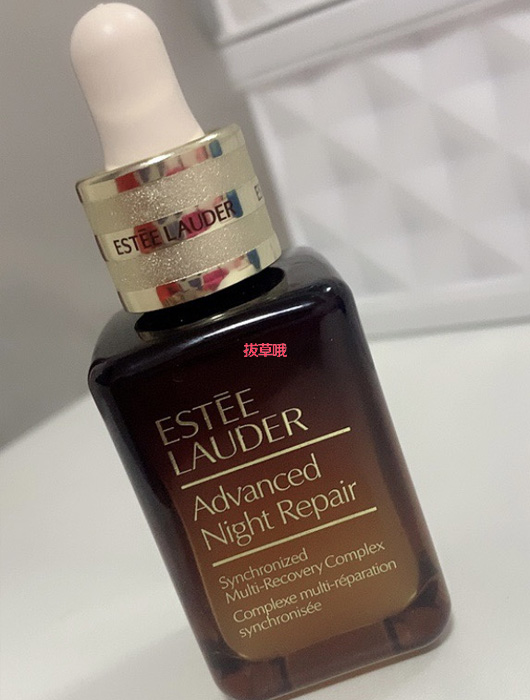 ESTĒE LAUDER
E
拔草哦
ESTĒE
LAUDER
Advanced
Night Repair
Synchronized
Multi-Recovery Complex
Complexe multi-réparation
synchronisée